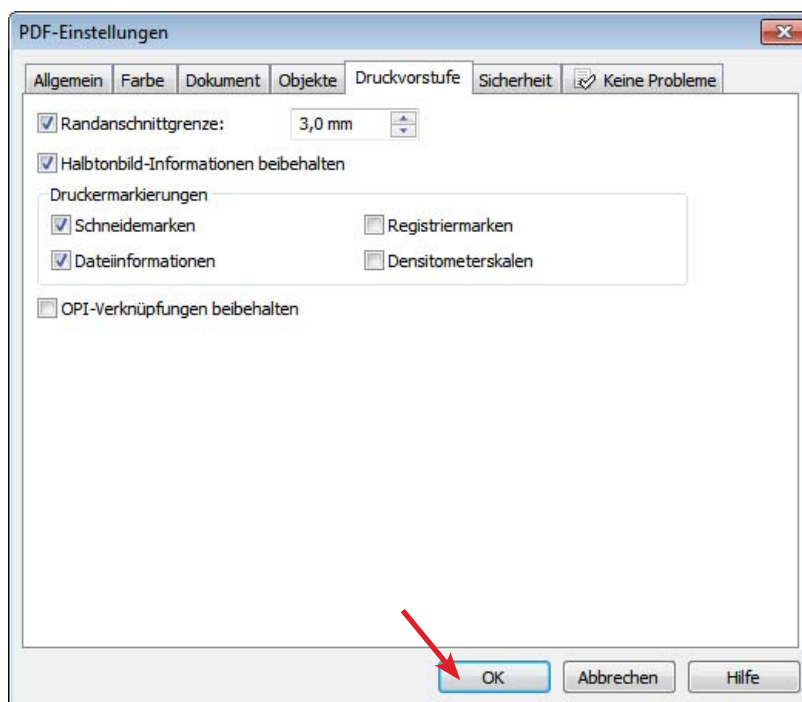 PDF-Einstellungen
Allgemein Farbe Dokument Objekte Druckvorstufe Sicherheit Keine Probleme
Randanschnittgrenze: 3,0 mm
Halbtonbild-Informationen beibehalten
Druckermarkierungen
Schneidemarken Registriermarken
Dateiinformationen Densitometerskalen
OPI-Verknüpfungen beibehalten
OK Abbrechen Hilfe